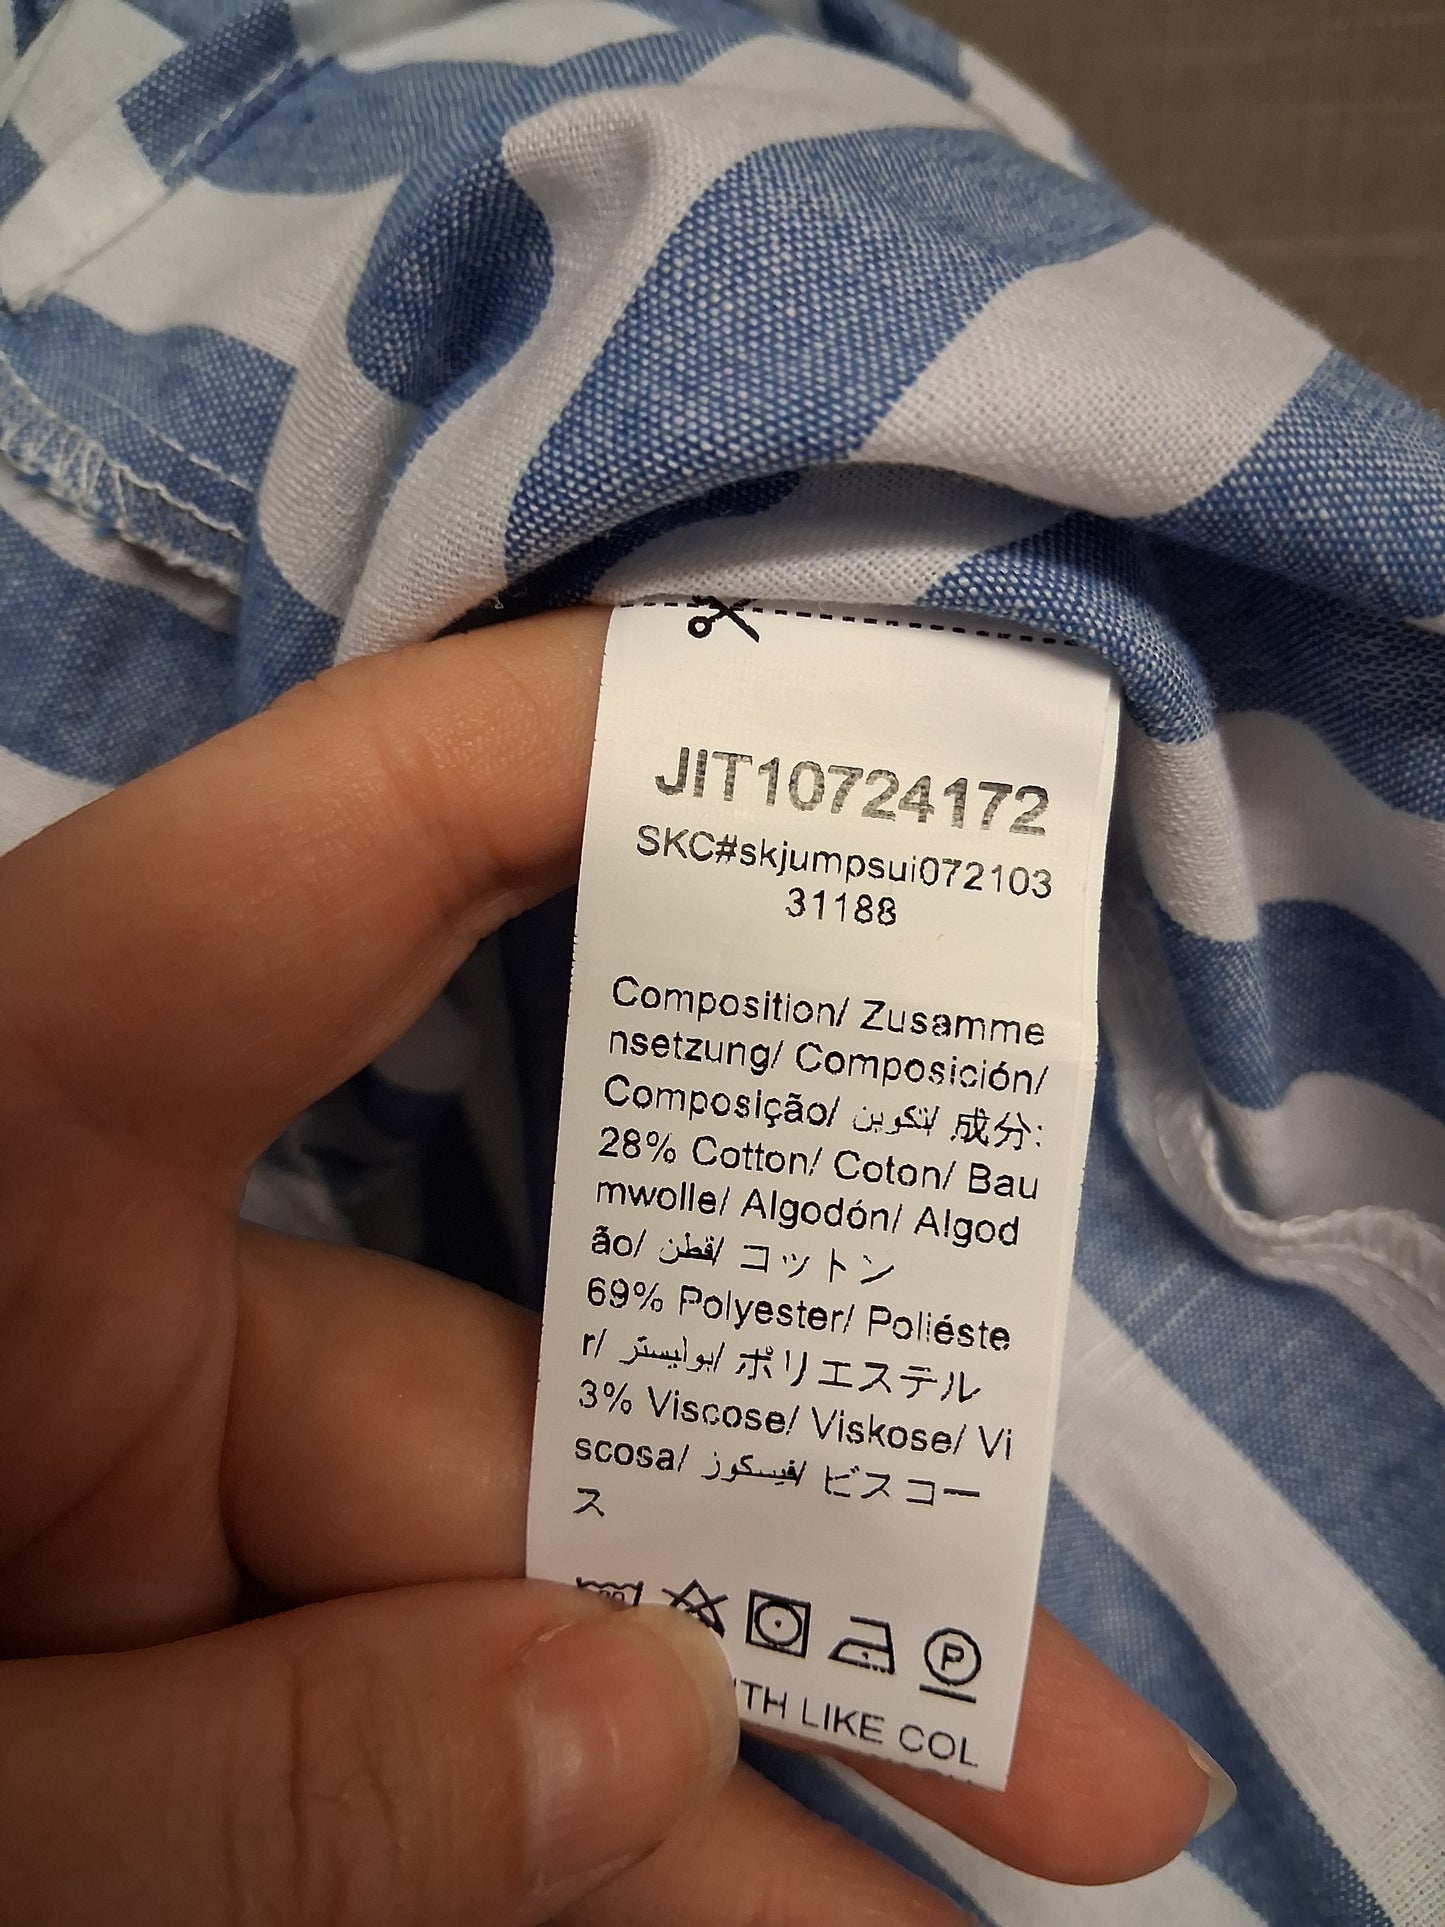 JIT10724172
SKC#skjumpsui072103
31188
Composition/ Zusamme
nsetzung/ Composición/
Composição/ تكوين/ 成分:
28% Cotton/ Coton/ Bau
mwolle/ Algodón/ Algod
ão/ قطن/ コットン
69% Polyester/ Poliéste
r/ بوليستر/ ポリエステル
3% Viscose/ Viskose/ Vi
scosa/ فيسكوز/ ビスコー
ス
P
LIKE COL